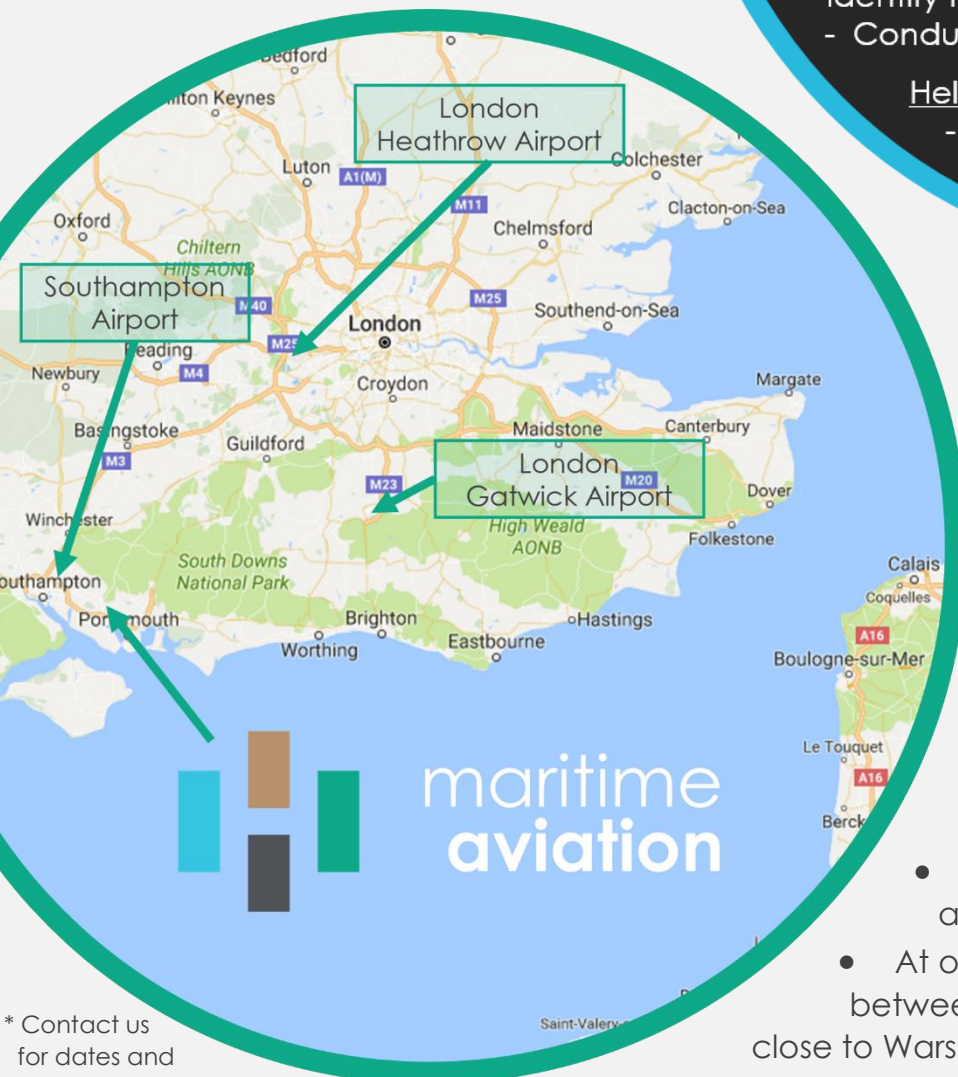 - Condu
Hel
-
Bedford
Milton Keynes
London
Heathrow Airport
Luton
A1(M)
Colchester
M11
Clacton-on-Sea
Oxford
Chelmsford
Chiltern
Hills AONB
Southampton
Airport
M40
M25
Southend-on-Sea
London
M25
Reading
M4
Newbury
Croydon
Margate
Basingstoke
Guildford
Maidstone
Canterbury
M3
London
Gatwick Airport
M20
M23
Dover
Winchester
High Weald
AONB
Folkestone
South Downs
National Park
Calais
outhampton
Coquelles
Portsmouth
Brighton
Hastings
A16
Worthing
Eastbourne
Boulogne-sur-Mer
Le Touquet
maritime
aviation
A16
Berck
•
a
• At o
betwee
close to Wars
* Contact us
for dates and
Saint-Valery